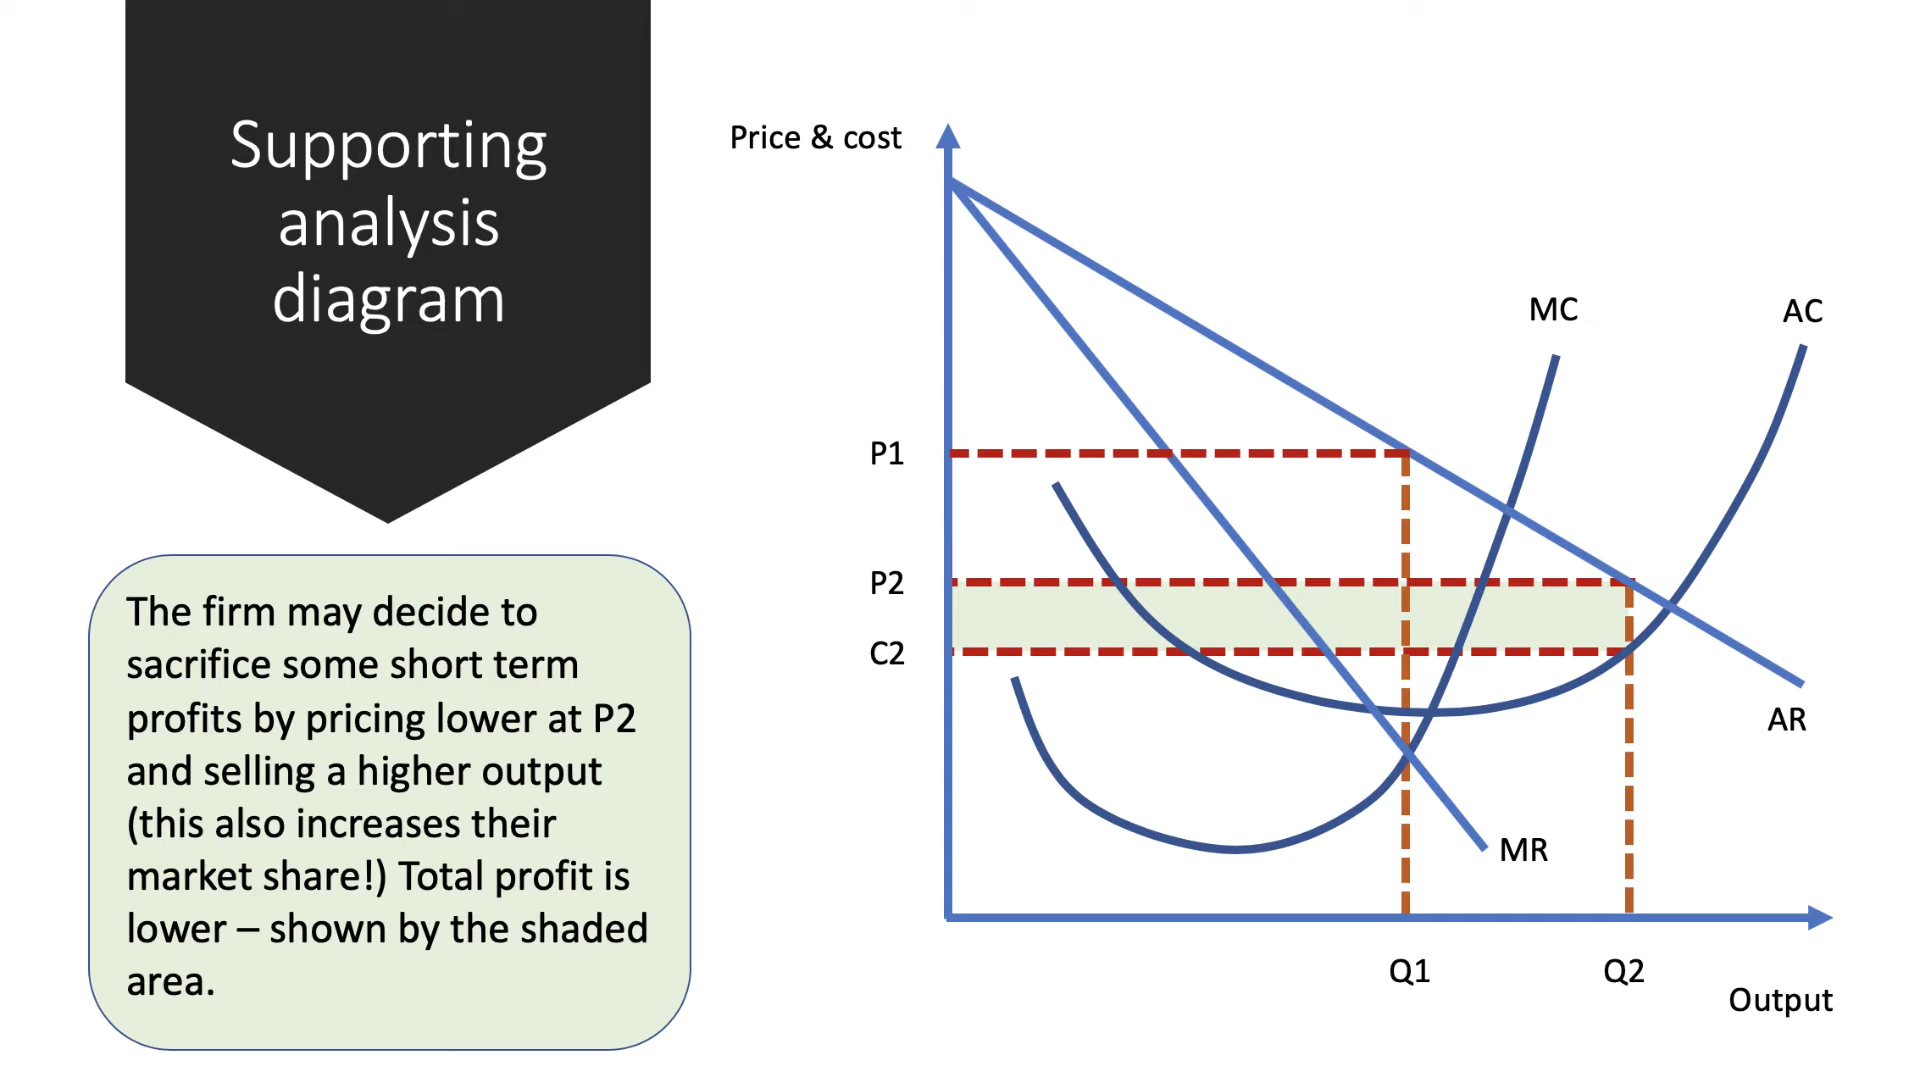 Supporting
analysis
diagram
The firm may decide to
sacrifice some short term
profits by pricing lower at P2
and selling a higher output
(this also increases their
market share!) Total profit is
lower – shown by the shaded
area.
Price & cost
MC
AC
P1
P2
C2
AR
MR
Q1
Q2
Output